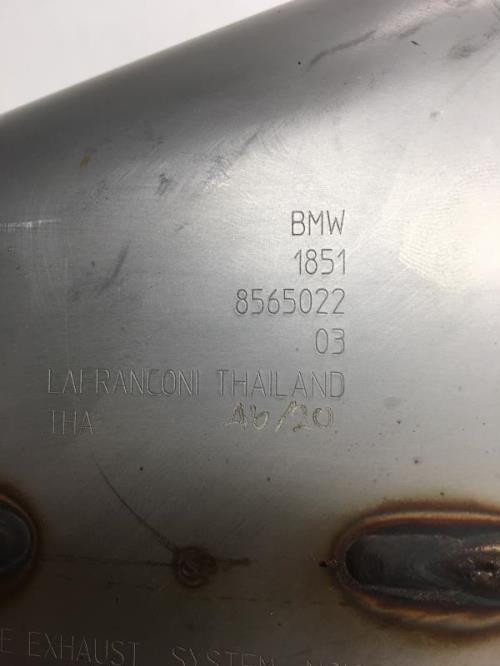 BMW
1851
8565022
03
LAFRANCONI THAILAND
THA
E EXHAUST SYSTEM